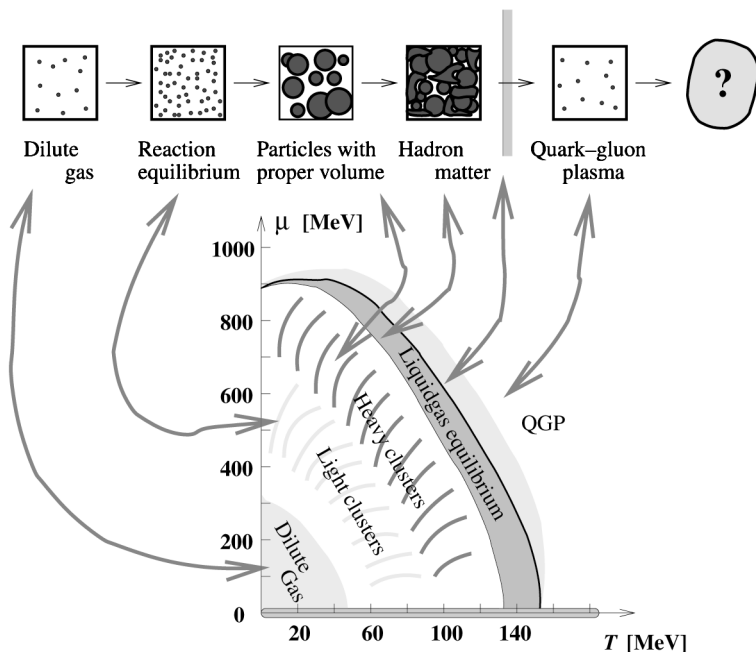 ?
Dilute
gas
Reaction
equilibrium
Particles with
proper volume
Hadron
matter
Quark–gluon
plasma
μ [MeV]
1000
800
600
400
200
0
Liquidgas equilibrium
Heavy clusters
Light clusters
Dilute
Gas
QGP
20 60 100 140
T [MeV]